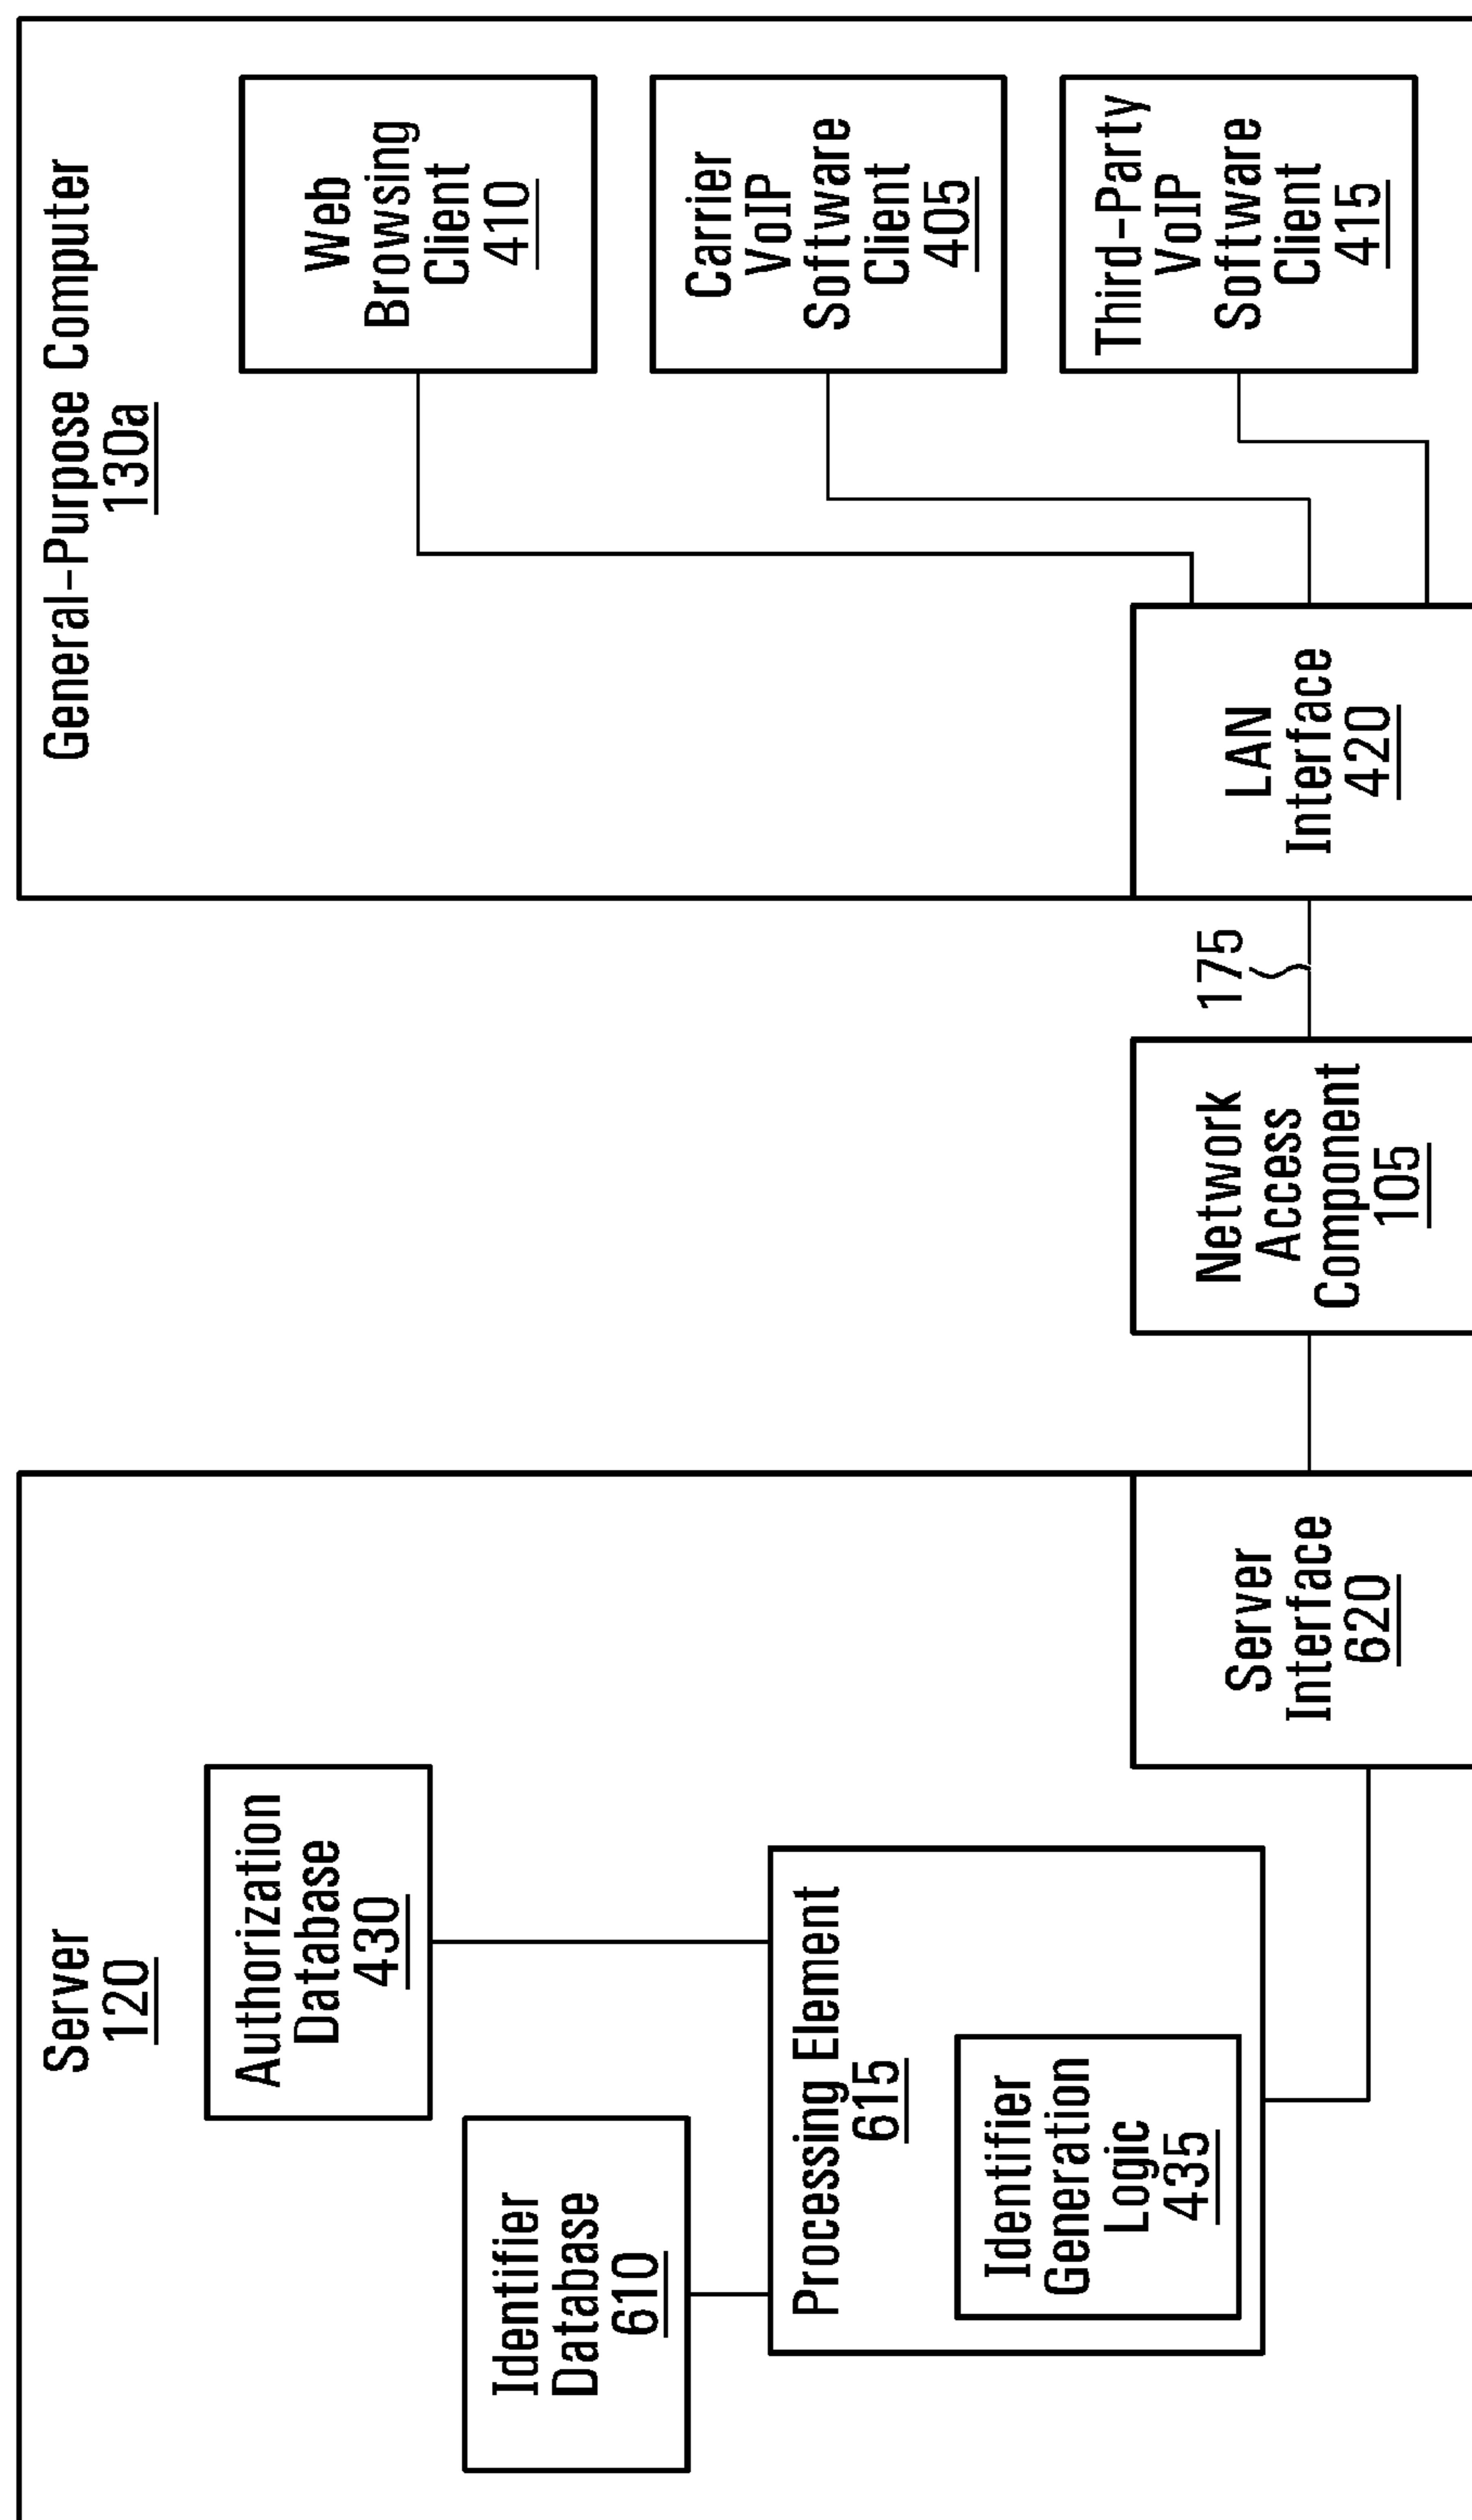 Server
120
Authorization
Database
430
Identifier
Database
610
Processing Element
615
Identifier
Generation
Logic
435
Server
Interface
620
Network
Access
Component
105
175
General-Purpose Computer
130a
Web
Browsing
Client
410
Carrier
VoIP
Software
Client
405
Third-Party
VoIP
Software
Client
415
LAN
Interface
420